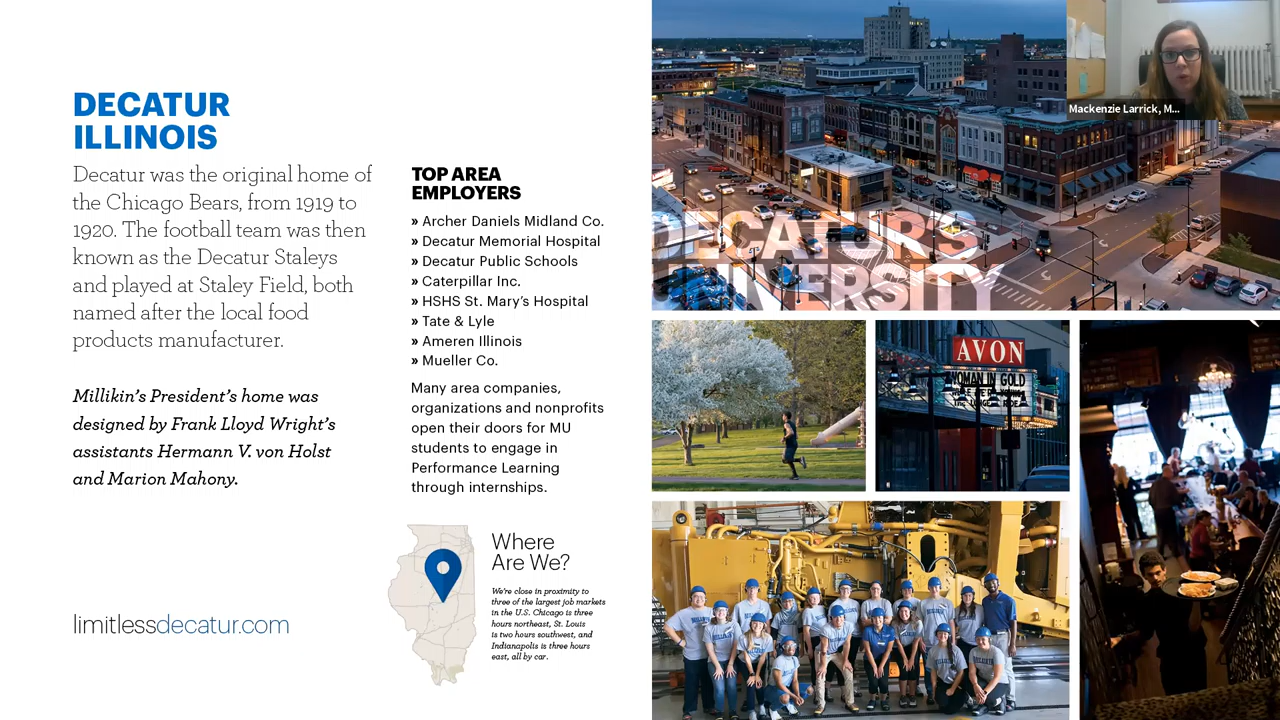 DECATUR
ILLINOIS
Decatur was the original home of
the Chicago Bears, from 1919 to
1920. The football team was then
known as the Decatur Staleys
and played at Staley Field, both
named after the local food
products manufacturer.
Millikin's President's home was
designed by Frank Lloyd Wright's
assistants Hermann V. von Holst
and Marion Mahony.
limitlessdecatur.com
TOP AREA
EMPLOYERS
» Archer Daniels Midland Co.
» Decatur Memorial Hospital
» Decatur Public Schools
» Caterpillar Inc.
» HSHS St. Mary's Hospital
» Tate & Lyle
» Ameren Illinois
» Mueller Co.
Many area companies,
organizations and nonprofits
open their doors for MU
students to engage in
Performance Learning
through internships.
Where
Are We?
We're close in proximity to
three of the largest job markets
in the U.S. Chicago is three
hours northeast, St. Louis
is two hours southwest, and
Indianapolis is three hours
east, all by car.
Mackenzie Larrick, M...
DECATUR'S
UNIVERSITY
AVON
WOMAN IN GOLD